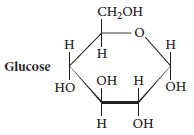 CH₂OH
O
H H H
Glucose
HO OH H OH
H OH